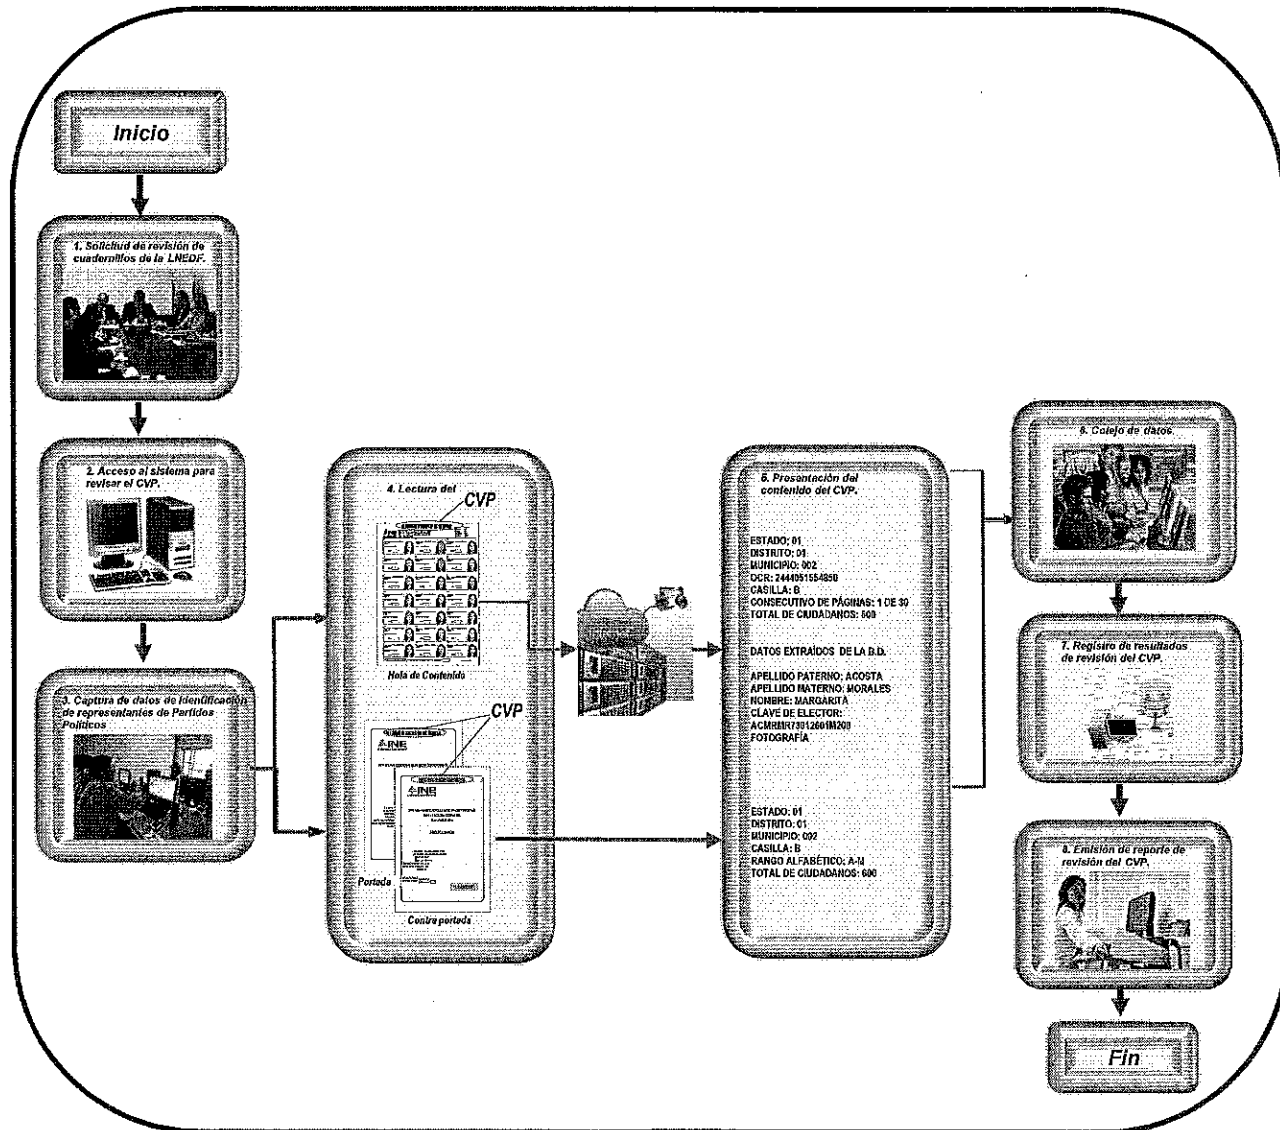 Inicio
1. Solicitud de revisión de
cuadernillos de la LNEDF.
2. Acceso al sistema para
revisar el CVP.
3. Captura de datos de identificación
de representantes de Partidos
Políticos
4. Lectura del
CVP
Hoja de Contenido
CVP
INE
INE
Portada
Contra portada
5. Presentación del
contenido del CVP.
ESTADO: 01
DISTRITO: 01
MUNICIPIO: 002
OCR: 2444051554850
CASILLA: B
CONSECUTIVO DE PÁGINAS: 1 DE 30
TOTAL DE CIUDADANOS: 600
DATOS EXTRAÍDOS DE LA B.D.
APELLIDO PATERNO: ACOSTA
APELLIDO MATERNO: MORALES
NOMBRE: MARGARITA
CLAVE DE ELECTOR:
ACMRMR73012601M200
FOTOGRAFÍA
ESTADO: 01
DISTRITO: 01
MUNICIPIO: 002
CASILLA: B
RANGO ALFABÉTICO: A-M
TOTAL DE CIUDADANOS: 600
6. Cotejo de datos.
7. Registro de resultados
de revisión del CVP.
8. Emisión de reporte de
revisión del CVP.
Fin